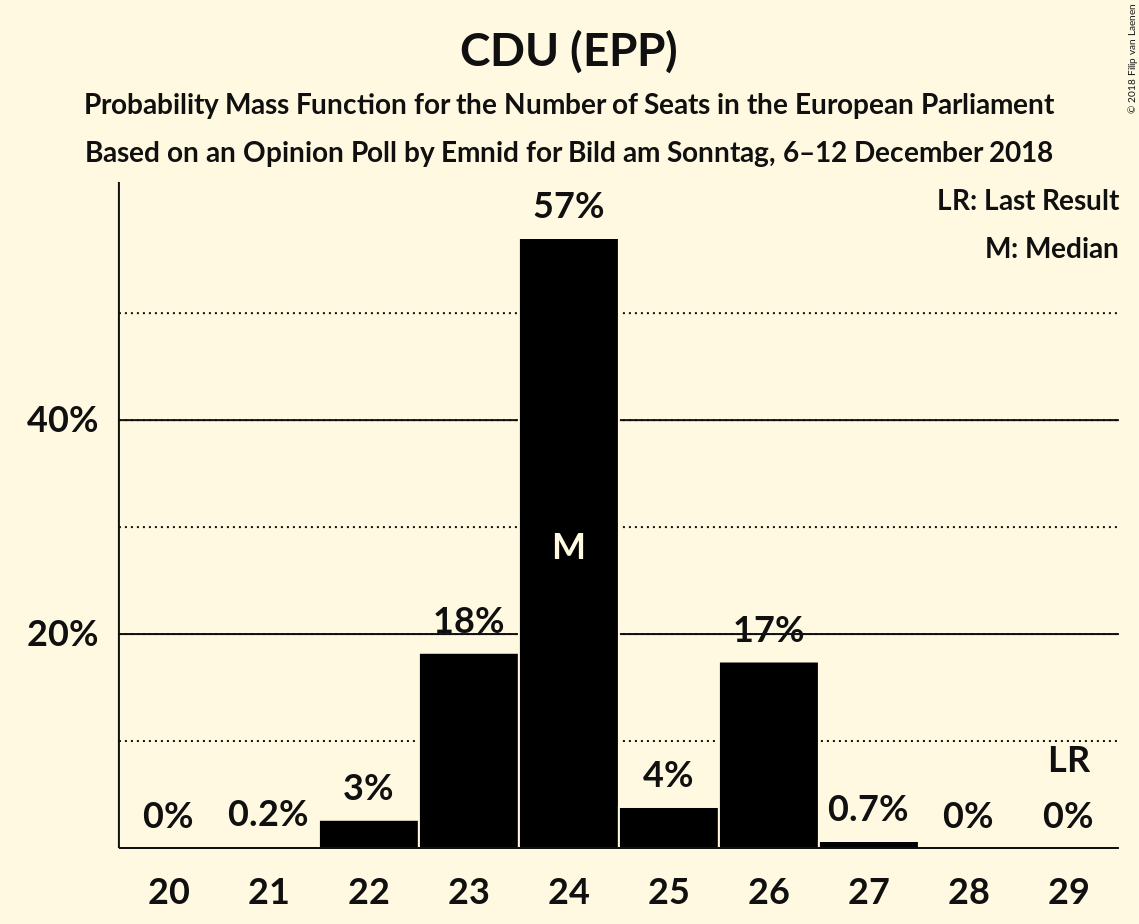 CDU (EPP)
Probability Mass Function for the Number of Seats in the European Parliament
Based on an Opinion Poll by Emnid for Bild am Sonntag, 6–12 December 2018
© 2018 Filip van Laenen
LR: Last Result
M: Median
57%
40%
M
18%
17%
20%
LR
4%
3%
0.7%
0.2%
0%
0%
0%
20 21 22 23 24 25 26 27 28 29